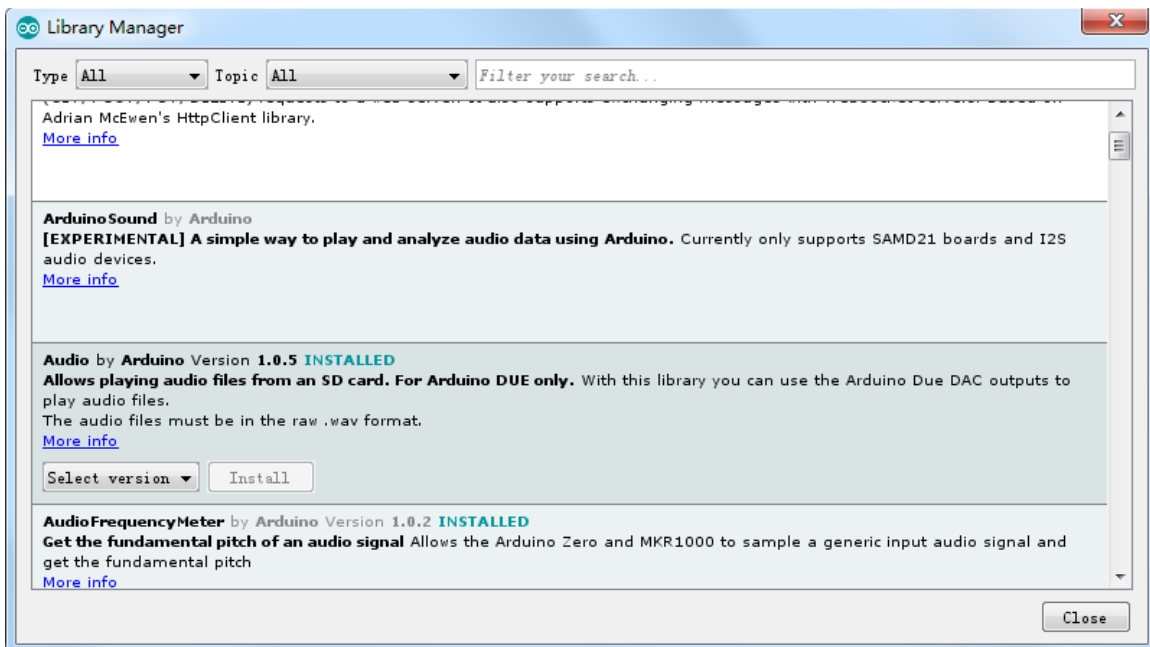 Library Manager
Type All Topic All Filter your search...
Adrian McEwen's HttpClient library.
More info
ArduinoSound by Arduino
[EXPERIMENTAL] A simple way to play and analyze audio data using Arduino. Currently only supports SAMD21 boards and I2S
audio devices.
More info
Audio by Arduino Version 1.0.5 INSTALLED
Allows playing audio files from an SD card. For Arduino DUE only. With this library you can use the Arduino Due DAC outputs to
play audio files.
The audio files must be in the raw .wav format.
More info
Select version Install
AudioFrequencyMeter by Arduino Version 1.0.2 INSTALLED
Get the fundamental pitch of an audio signal Allows the Arduino Zero and MKR1000 to sample a generic input audio signal and
get the fundamental pitch
More info
Close